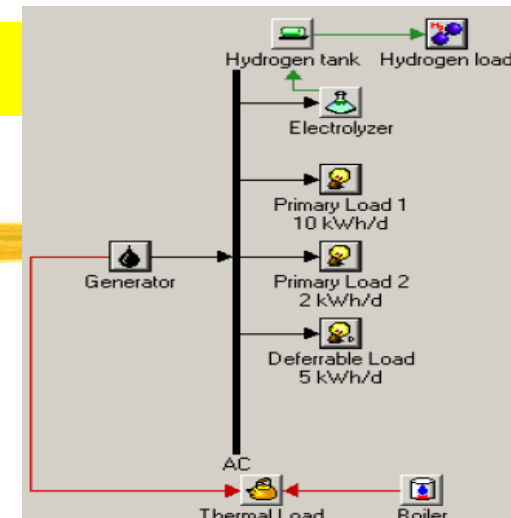 Hydrogen tank Hydrogen load
Electrolyzer
Primary Load 1
10 kWh/d
Generator
Primary Load 2
2 kWh/d
Deferrable Load
5 kWh/d
AC
Thermal Load Boiler